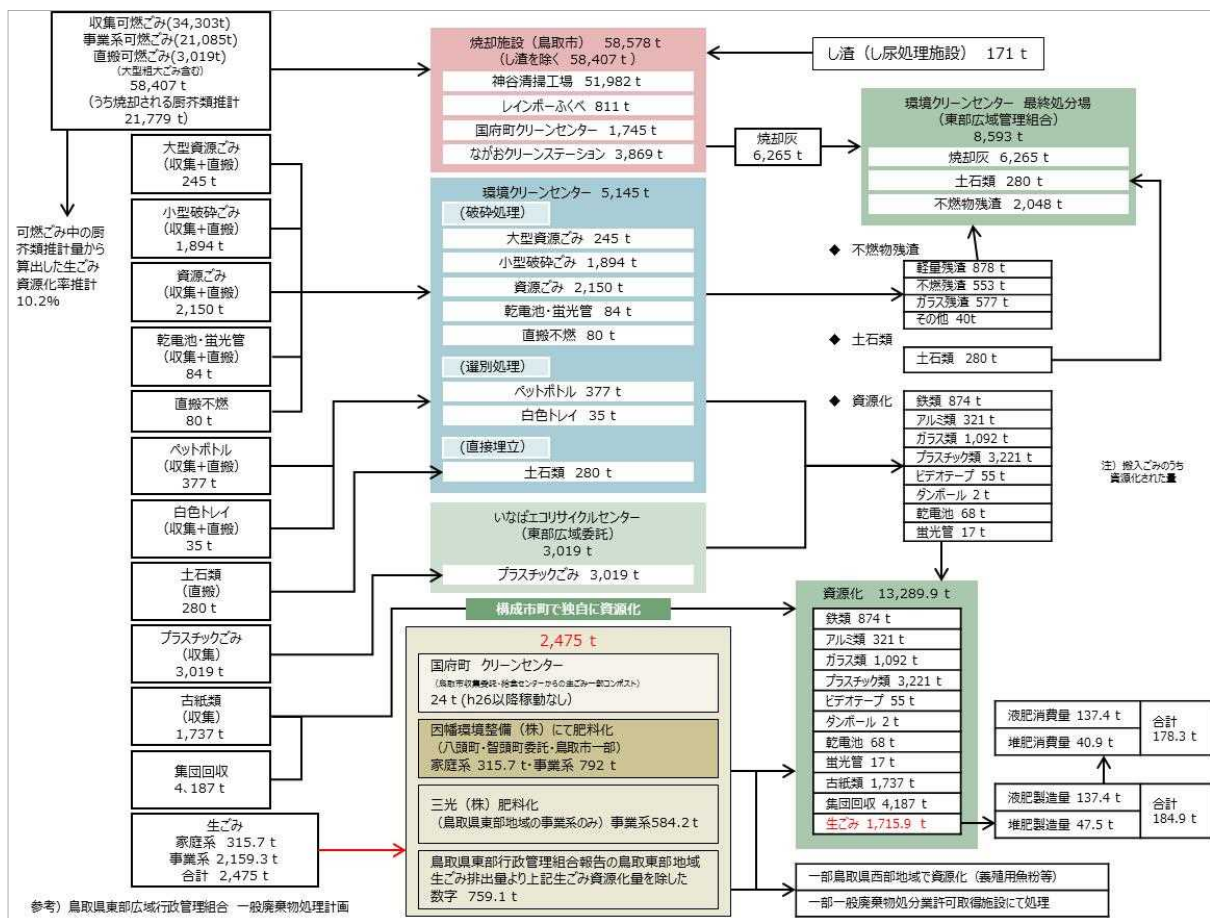 収集可燃ごみ(34,303t)
事業系可燃ごみ(21,085t)
直搬可燃ごみ(3,019t)
(大型粗大ごみ含む)
58,407 t
(うち焼却される厨芥類推計
21,779 t)
可燃ごみ中の厨
芥類推計量から
算出した生ごみ
資源化率推計
10.2%
大型資源ごみ
(収集+直搬)
245 t
小型破砕ごみ
(収集+直搬)
1,894 t
資源ごみ
(収集+直搬)
2,150 t
乾電池・蛍光管
(収集+直搬)
84 t
直搬不燃
80 t
ペットボトル
(収集+直搬)
377 t
白色トレイ
(収集+直搬)
35 t
土石類
(直搬)
280 t
プラスチックごみ
(収集)
3,019 t
古紙類
(収集)
1,737 t
集団回収
4、187 t
生ごみ
家庭系 315.7 t
事業系 2,159.3 t
合計 2,475 t
焼却施設(鳥取市) 58,578 t
(し渣を除く 58,407 t)
神谷清掃工場 51,982 t
レインボーふくべ 811 t
国府町クリーンセンター 1,745 t
ながおクリーンステーション 3,869 t
し渣(し尿処理施設) 171 t
焼却灰
6,265 t
環境クリーンセンター 最終処分場
(東部広域管理組合)
8,593 t
焼却灰 6,265 t
土石類 280 t
不燃物残渣 2,048 t
環境クリーンセンター 5,145 t
(破砕処理)
大型資源ごみ 245 t
小型破砕ごみ 1,894 t
資源ごみ 2,150 t
乾電池・蛍光管 84 t
直搬不燃 80 t
(選別処理)
ペットボトル 377 t
白色トレイ 35 t
(直接埋立)
土石類 280 t
◆ 不燃物残渣
軽量残渣 878 t
不燃残渣 553 t
ガラス残渣 577 t
その他 40t
◆ 土石類
土石類 280 t
◆ 資源化
鉄類 874 t
アルミ類 321 t
ガラス類 1,092 t
プラスチック類 3,221 t
ビデオテープ 55 t
ダンボール 2 t
乾電池 68 t
蛍光管 17 t
注)搬入ごみのうち
資源化された量
いなばエコリサイクルセンター
(東部広域委託)
3,019 t
プラスチックごみ 3,019 t
構成市町で独自に資源化
2,475 t
国府町 クリーンセンター
(鳥取市収集委託・給食センターからの生ごみ一部コンポスト)
24 t (h26以降稼動なし)
因幡環境整備(株)にて肥料化
(八頭町・智頭町委託・鳥取市一部)
家庭系 315.7 t・事業系 792 t
三光(株)肥料化
(鳥取県東部地域の事業系のみ)事業系584.2 t
鳥取県東部行政管理組合報告の鳥取東部地域
生ごみ排出量より上記生ごみ資源化量を除した
数字 759.1 t
資源化 13,289.9 t
鉄類 874 t
アルミ類 321 t
ガラス類 1,092 t
プラスチック類 3,221 t
ビデオテープ 55 t
ダンボール 2 t
乾電池 68 t
蛍光管 17 t
古紙類 1,737 t
集団回収 4,187 t
生ごみ 1,715.9 t
液肥消費量 137.4 t
堆肥消費量 40.9 t
合計
178.3 t
液肥製造量 137.4 t
堆肥製造量 47.5 t
合計
184.9 t
一部鳥取県西部地域で資源化(養殖用魚粉等)
一部一般廃棄物処分業許可取得施設にて処理
参考)鳥取県東部広域行政管理組合 一般廃棄物処理計画